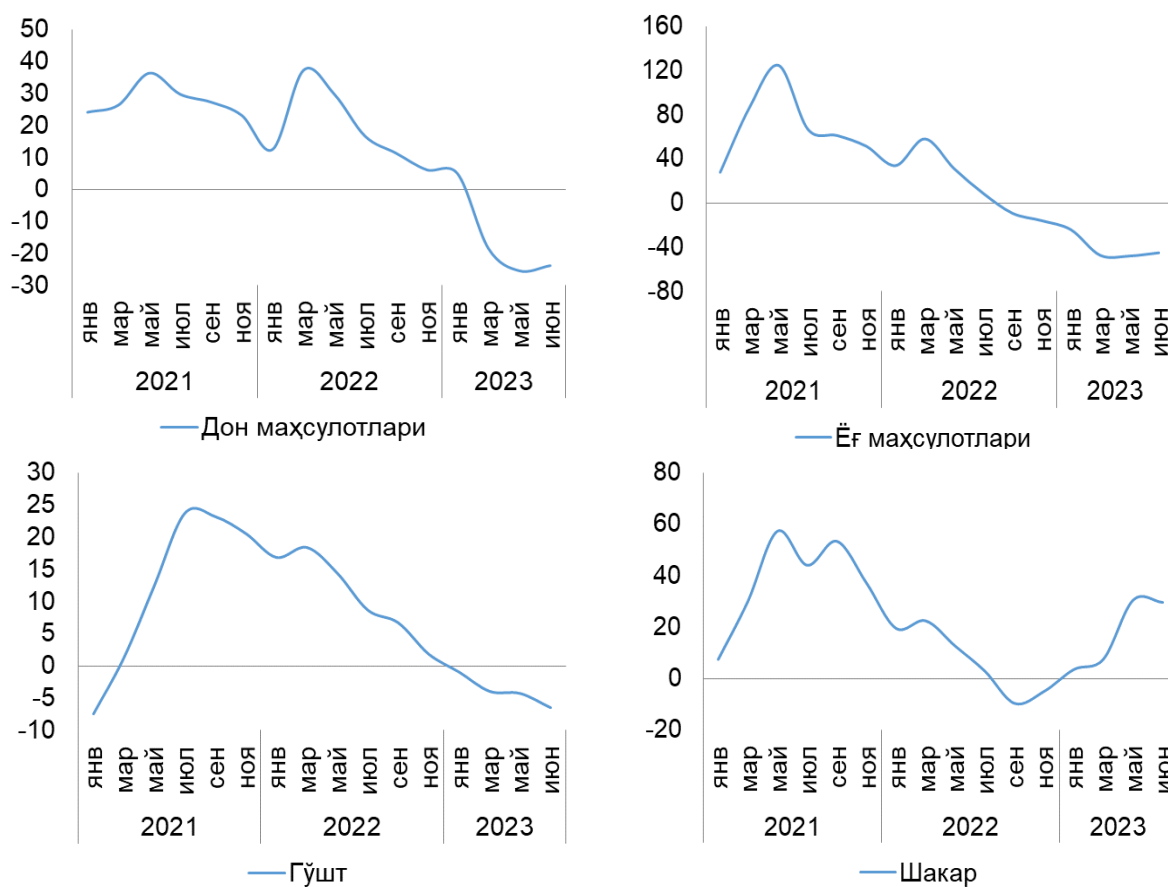 50
40
30
20
10
0
-10
-20
-30
янв мар май июл сен ноя янв мар май июл сен ноя янв мар май июн
2021 2022 2023
Дон маҳсулотлари
160
120
80
40
0
-40
-80
янв мар май июл сен ноя янв мар май июл сен ноя янв мар май июн
2021 2022 2023
Ёғ маҳсулотлари
30
25
20
15
10
5
0
-5
-10
янв мар май июл сен ноя янв мар май июл сен ноя янв мар май июн
2021 2022 2023
Гўшт
80
60
40
20
0
-20
янв мар май июл сен ноя янв мар май июл сен ноя янв мар май июн
2021 2022 2023
Шакар